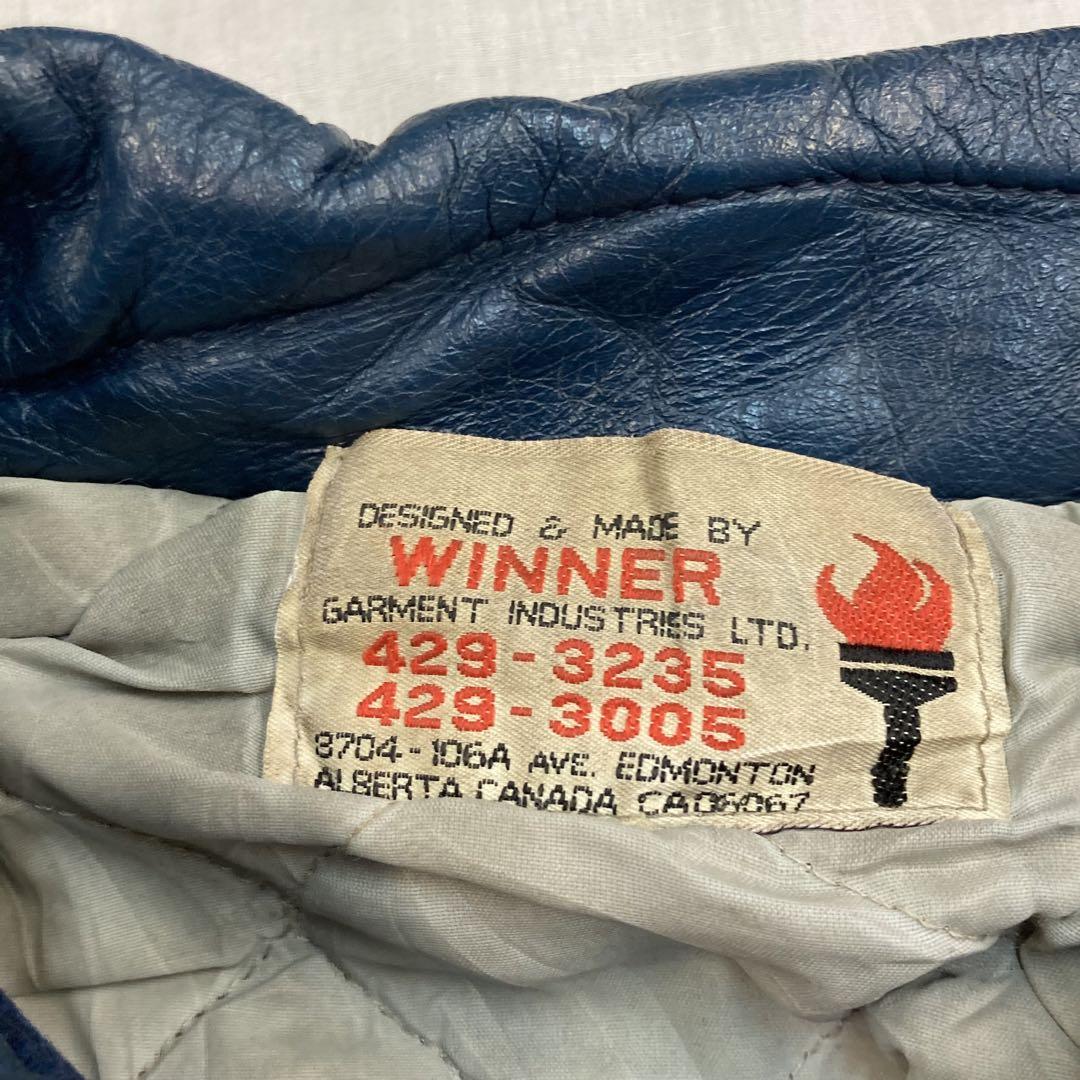 DESIGNED & MADE BY
WINNER
GARMENT INDUSTRIES LTD.
429-3235
429-3005
8704-106A AVE. EDMONTON
ALBERTA CANADA CA06067